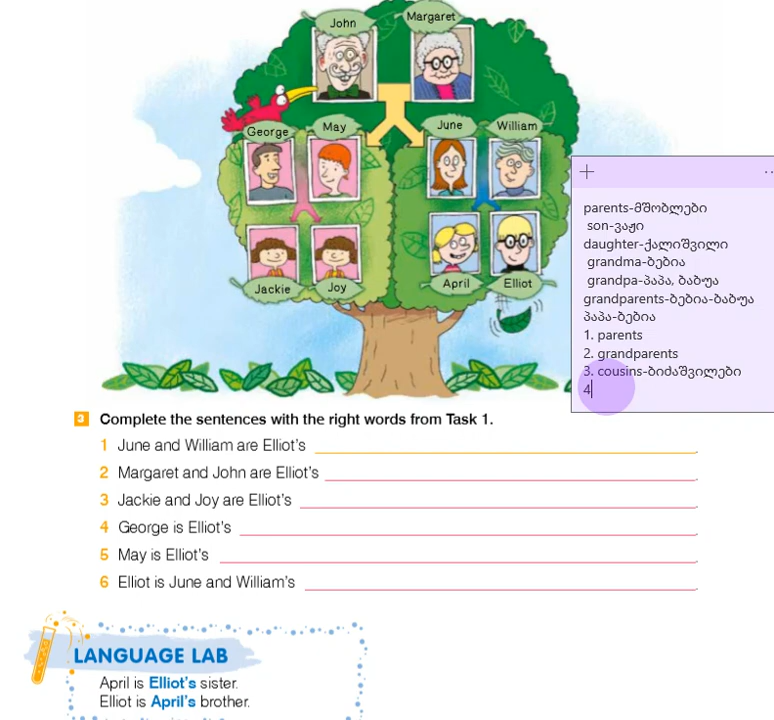 John
Margaret
George
May
June
William
Jackie
Joy
April
Elliot
parents-მშობლები
son-ვაჟი
daughter-ქალიშვილი
grandma-ბებია
grandpa-პაპა, ბაბუა
grandparents-ბებია-ბაბუა
პაპა-ბებია
1. parents
2. grandparents
3. cousins-ბიძაშვილები
4
3 Complete the sentences with the right words from Task 1.
1 June and William are Elliot's
2 Margaret and John are Elliot's
3 Jackie and Joy are Elliot's
4 George is Elliot's
5 May is Elliot's
6 Elliot is June and William's
LANGUAGE LAB
April is Elliot's sister.
Elliot is April's brother.